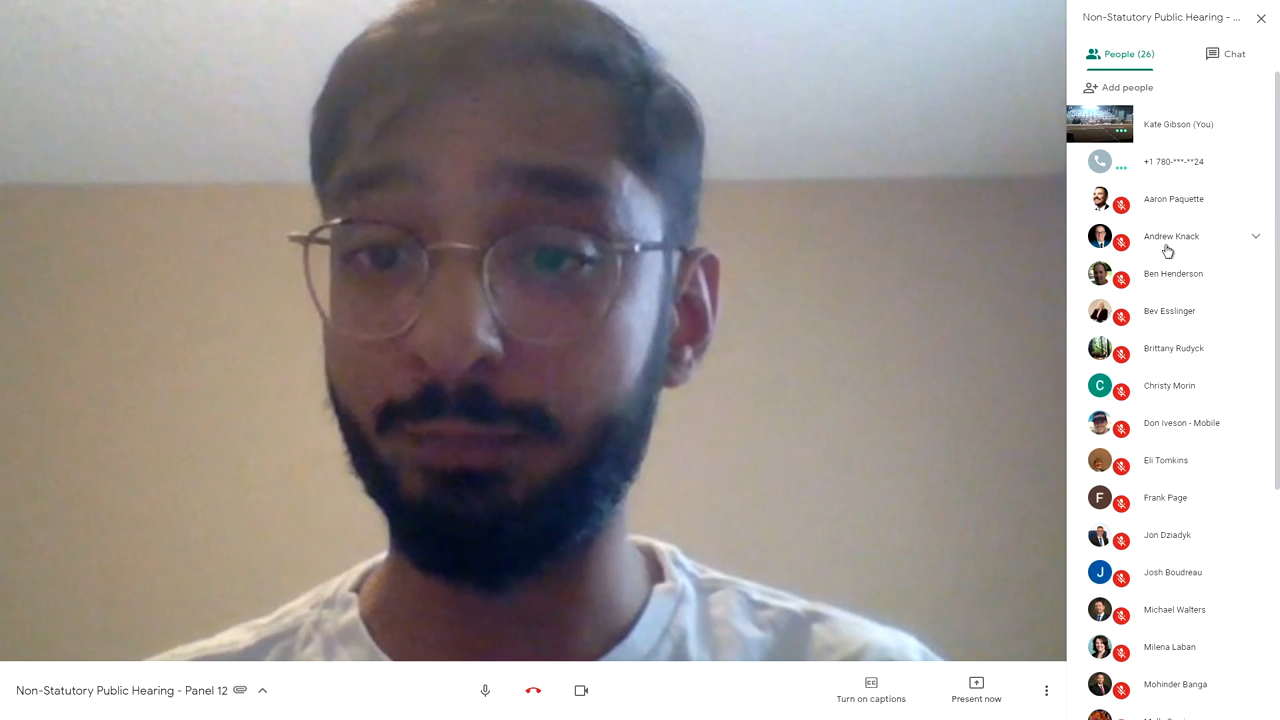 Non-Statutory Public Hearing - ...
People (26)
Chat
Add people
Kate Gibson (You)
+1 780-***-**24
Aaron Paquette
Andrew Knack
Ben Henderson
Bev Esslinger
Brittany Rudyck
C Christy Morin
Don Iveson - Mobile
Eli Tomkins
F Frank Page
Jon Dziadyk
J Josh Boudreau
Michael Walters
Milena Laban
Mohinder Banga
Non-Statutory Public Hearing - Panel 12
CC
Turn on captions
Present now